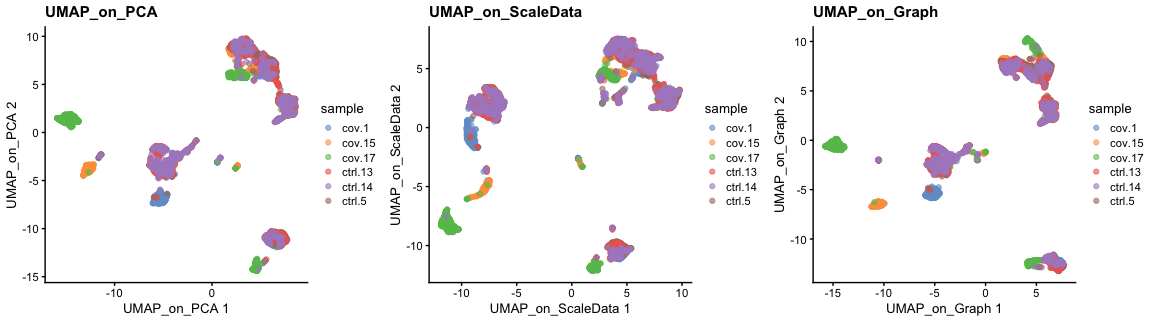 UMAP_on_PCA
UMAP_on_PCA 2
10
5
0
-5
-10
-15
-10
0
UMAP_on_PCA 1
sample
cov.1
cov.15
cov.17
ctrl.13
ctrl.14
ctrl.5
UMAP_on_ScaleData
UMAP_on_ScaleData 2
5
0
-5
-10
-10
-5
0
5
10
UMAP_on_ScaleData 1
sample
cov.1
cov.15
cov.17
ctrl.13
ctrl.14
ctrl.5
UMAP_on_Graph
UMAP_on_Graph 2
10
5
0
-5
-10
-15
-10
-5
0
5
UMAP_on_Graph 1
sample
cov.1
cov.15
cov.17
ctrl.13
ctrl.14
ctrl.5